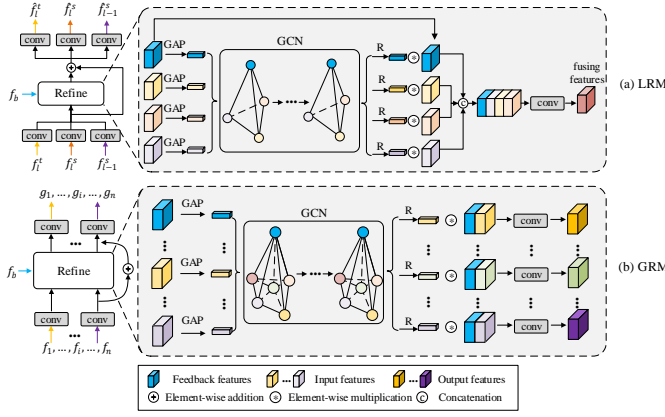 f̂_l^t f̂_l^s f̂_{l-1}^s
conv conv conv
Refine
f_b
conv conv conv
f_l^t f_l^s f_{l-1}^s
GAP
GAP
GAP
GAP
GCN
......
R
R
R
R
conv
fusing
features
(a) LRM
g_1, ..., g_i, ..., g_n
conv ... conv
Refine
f_b
conv ... conv
f_1, ..., f_i, ..., f_n
GAP
GAP
GAP
GCN
......
R
R
R
conv
conv
conv
(b) GRM
Feedback features ... Input features ... Output features
+ Element-wise addition * Element-wise multiplication C Concatenation